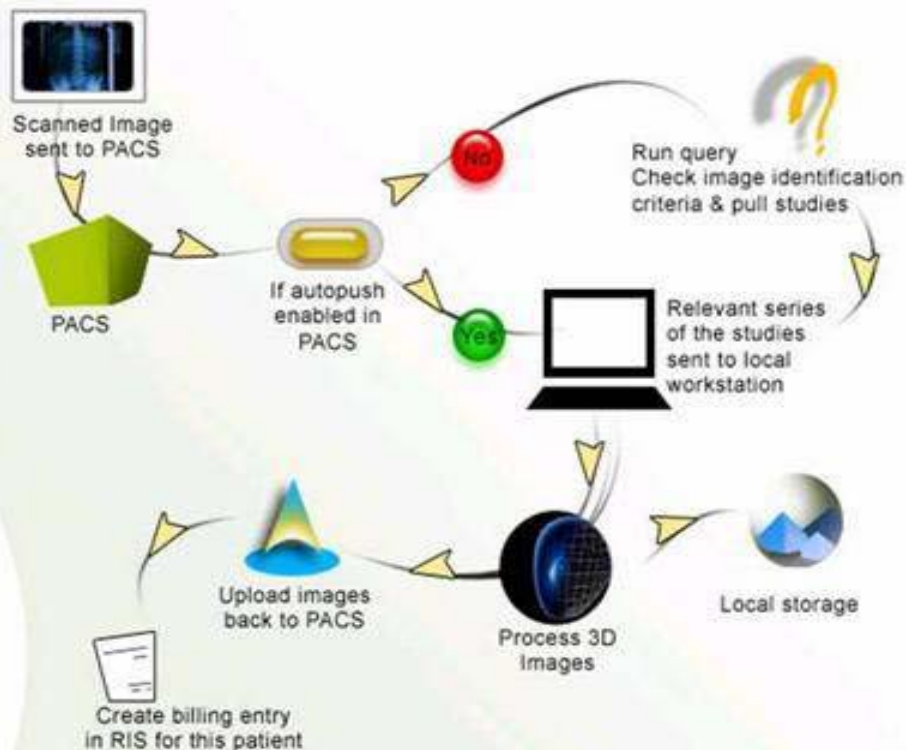 Scanned Image
sent to PACS
No
Run query
Check image identification
criteria & pull studies
PACS
If autopush
enabled in
PACS
Yes
Relevant series
of the studies
sent to local
workstation
Upload images
back to PACS
Process 3D
Images
Local storage
Create billing entry
in RIS for this patient